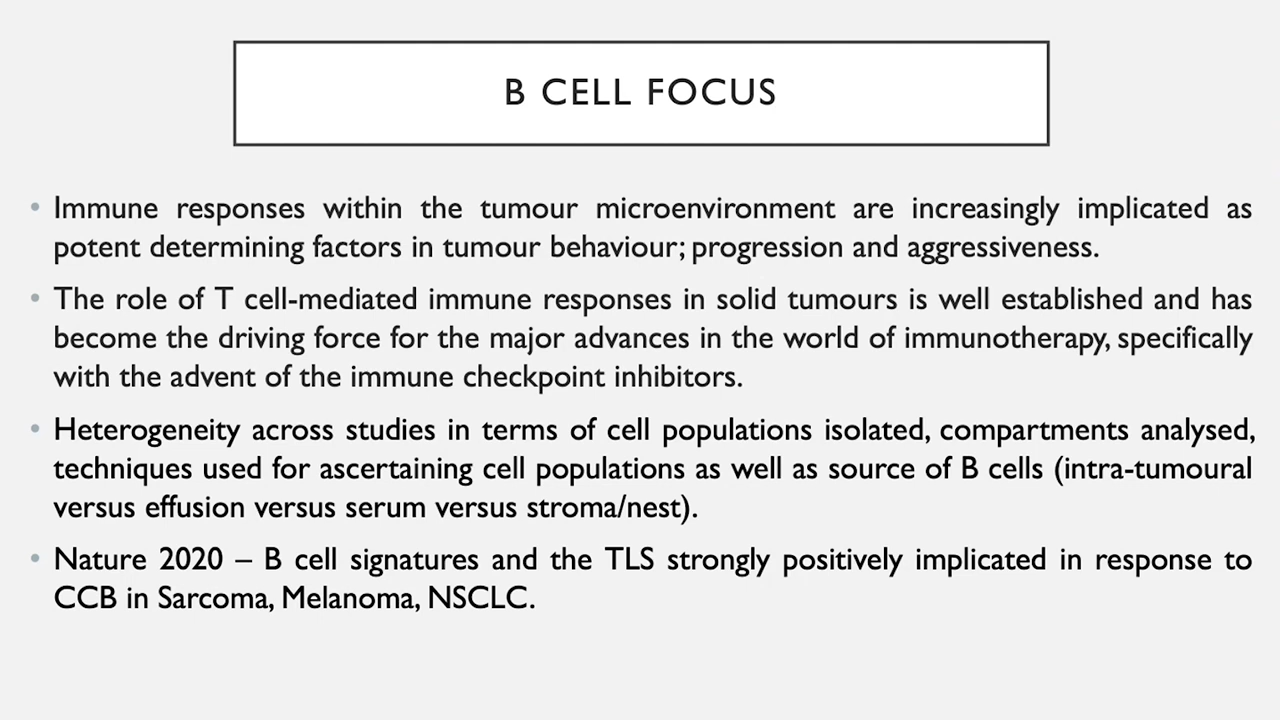 B CELL FOCUS
• Immune responses within the tumour microenvironment are increasingly implicated as
potent determining factors in tumour behaviour; progression and aggressiveness.
• The role of T cell-mediated immune responses in solid tumours is well established and has
become the driving force for the major advances in the world of immunotherapy, specifically
with the advent of the immune checkpoint inhibitors.
• Heterogeneity across studies in terms of cell populations isolated, compartments analysed,
techniques used for ascertaining cell populations as well as source of B cells (intra-tumoural
versus effusion versus serum versus stroma/nest).
• Nature 2020 – B cell signatures and the TLS strongly positively implicated in response to
CCB in Sarcoma, Melanoma, NSCLC.